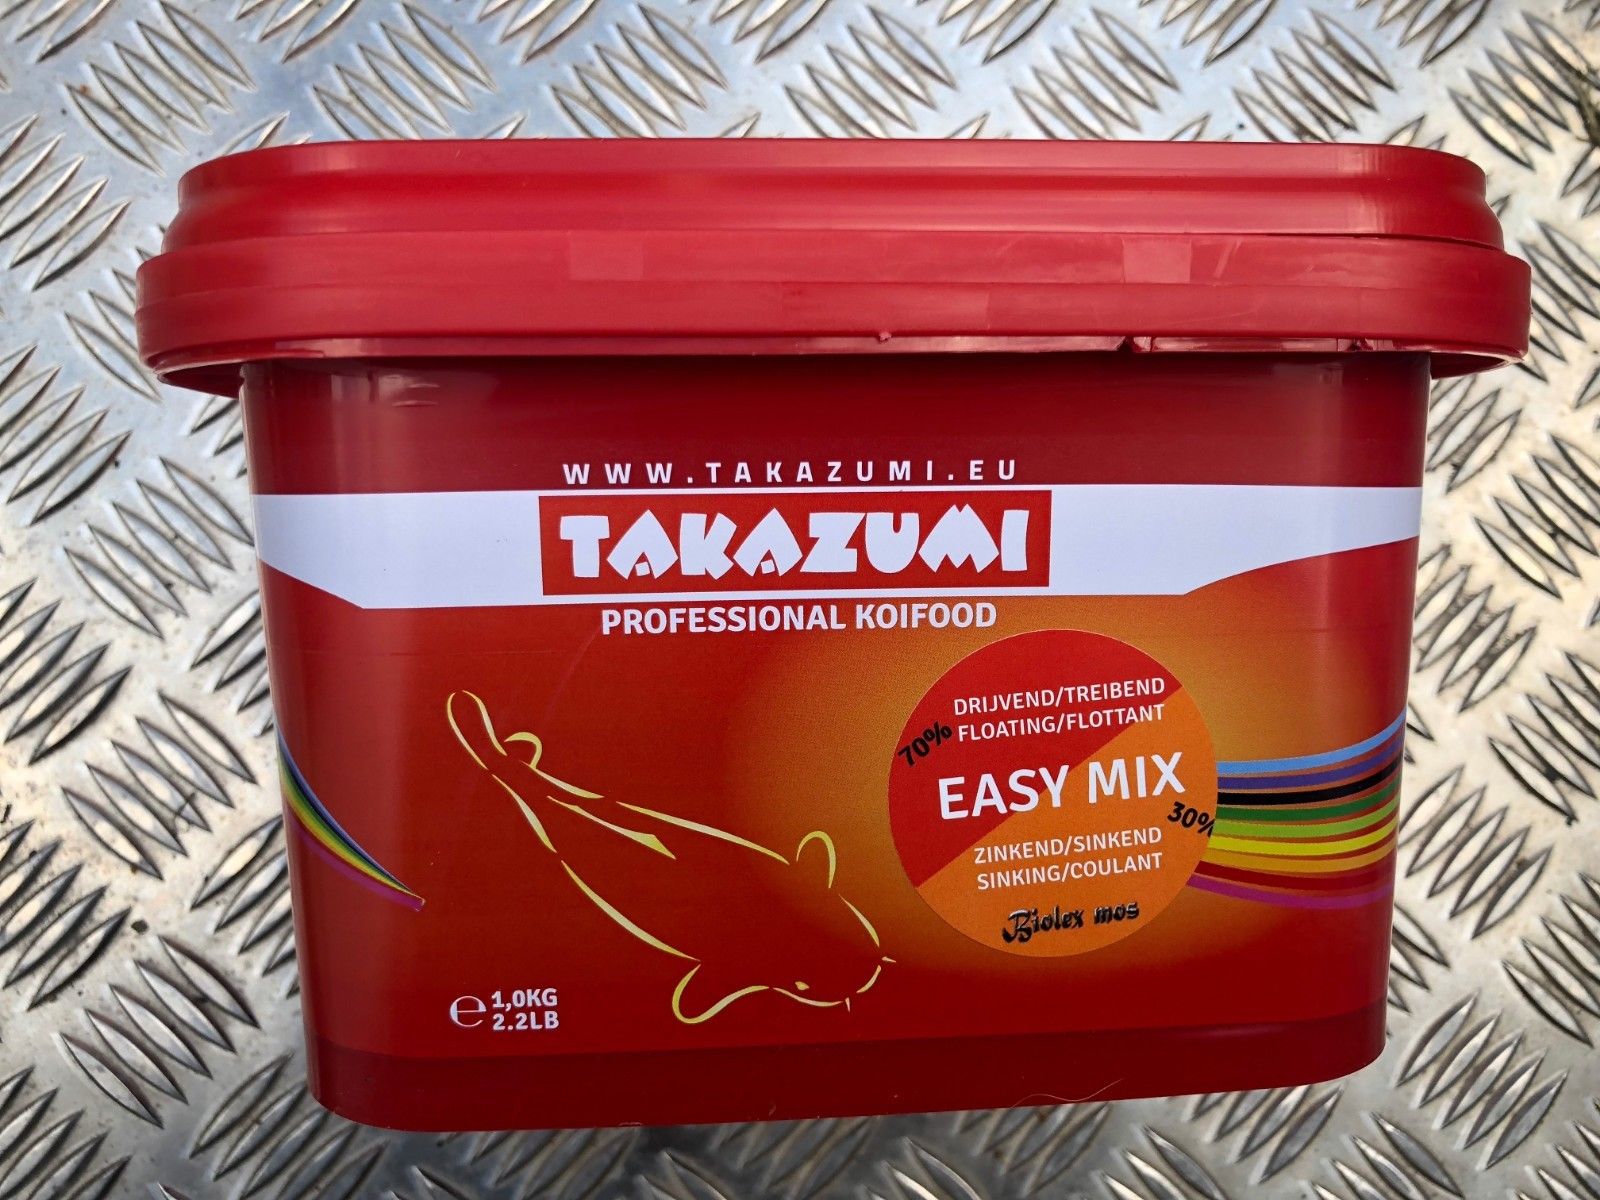 WWW.TAKAZUMI.EU
TAKAZUMI
PROFESSIONAL KOIFOOD
DRIJVEND/TREIBEND
FLOATING/FLOTTANT
70%
EASY MIX
30%
ZINKEND/SINKEND
SINKING/COULANT
Biolex mos
℮ 1,0KG
2.2LB